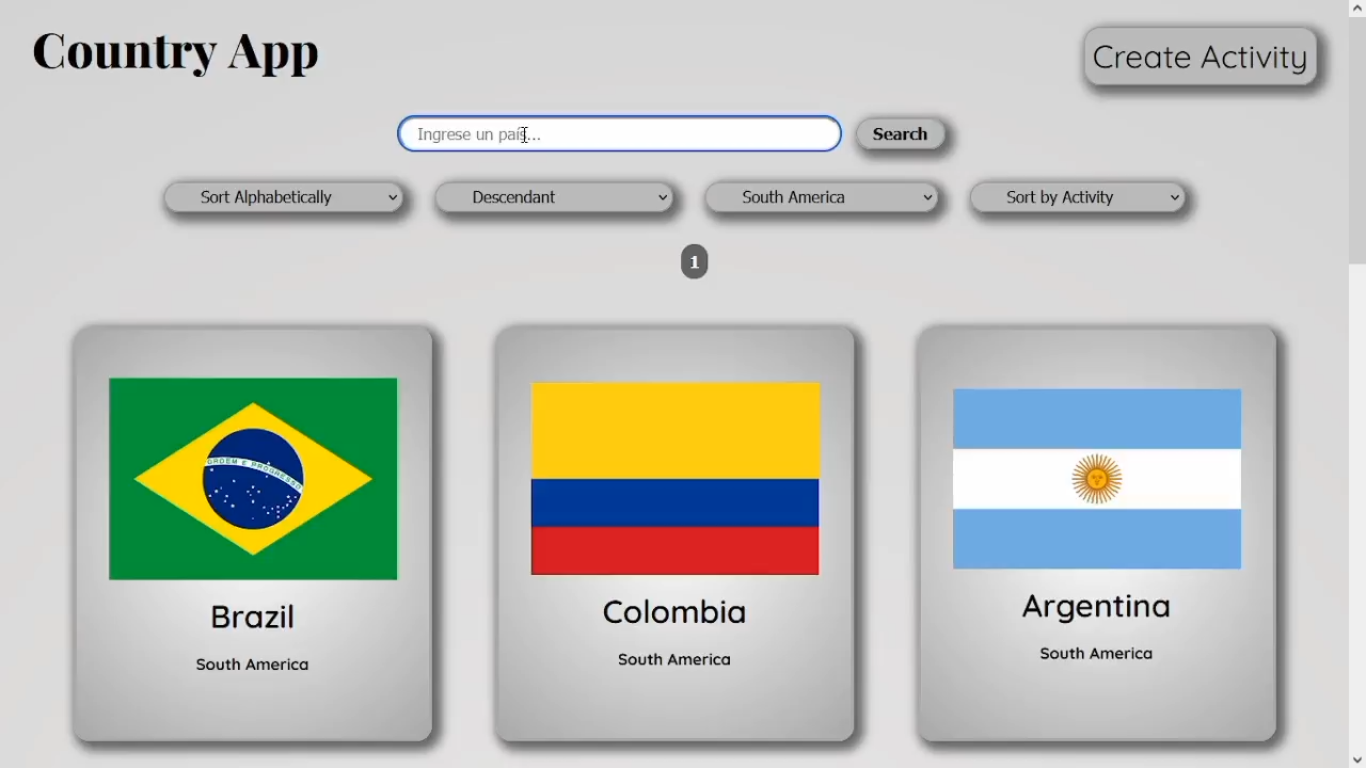 Country App
Create Activity
Ingrese un país...
Search
Sort Alphabetically
Descendant
South America
Sort by Activity
1
ORDEM E PROGRESSO
Brazil
South America
Colombia
South America
Argentina
South America